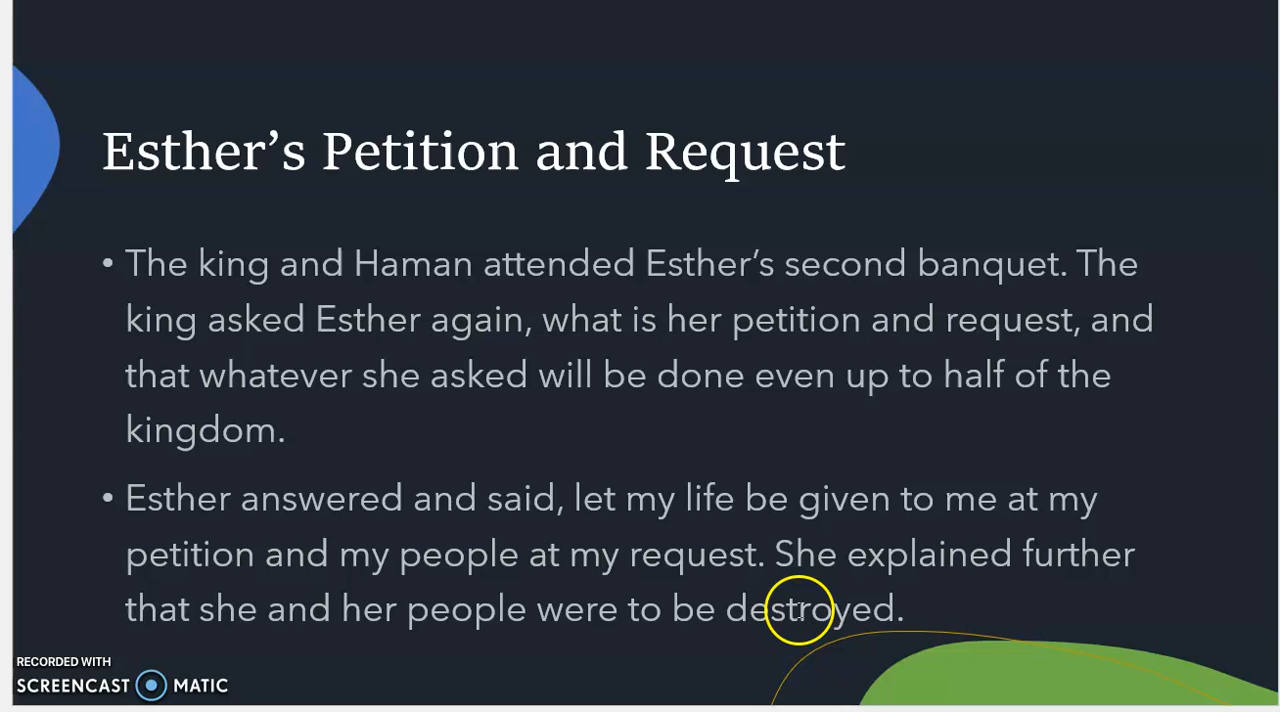 Esther’s Petition and Request
• The king and Haman attended Esther’s second banquet. The
king asked Esther again, what is her petition and request, and
that whatever she asked will be done even up to half of the
kingdom.
• Esther answered and said, let my life be given to me at my
petition and my people at my request. She explained further
that she and her people were to be destroyed.
RECORDED WITH
SCREENCAST MATIC